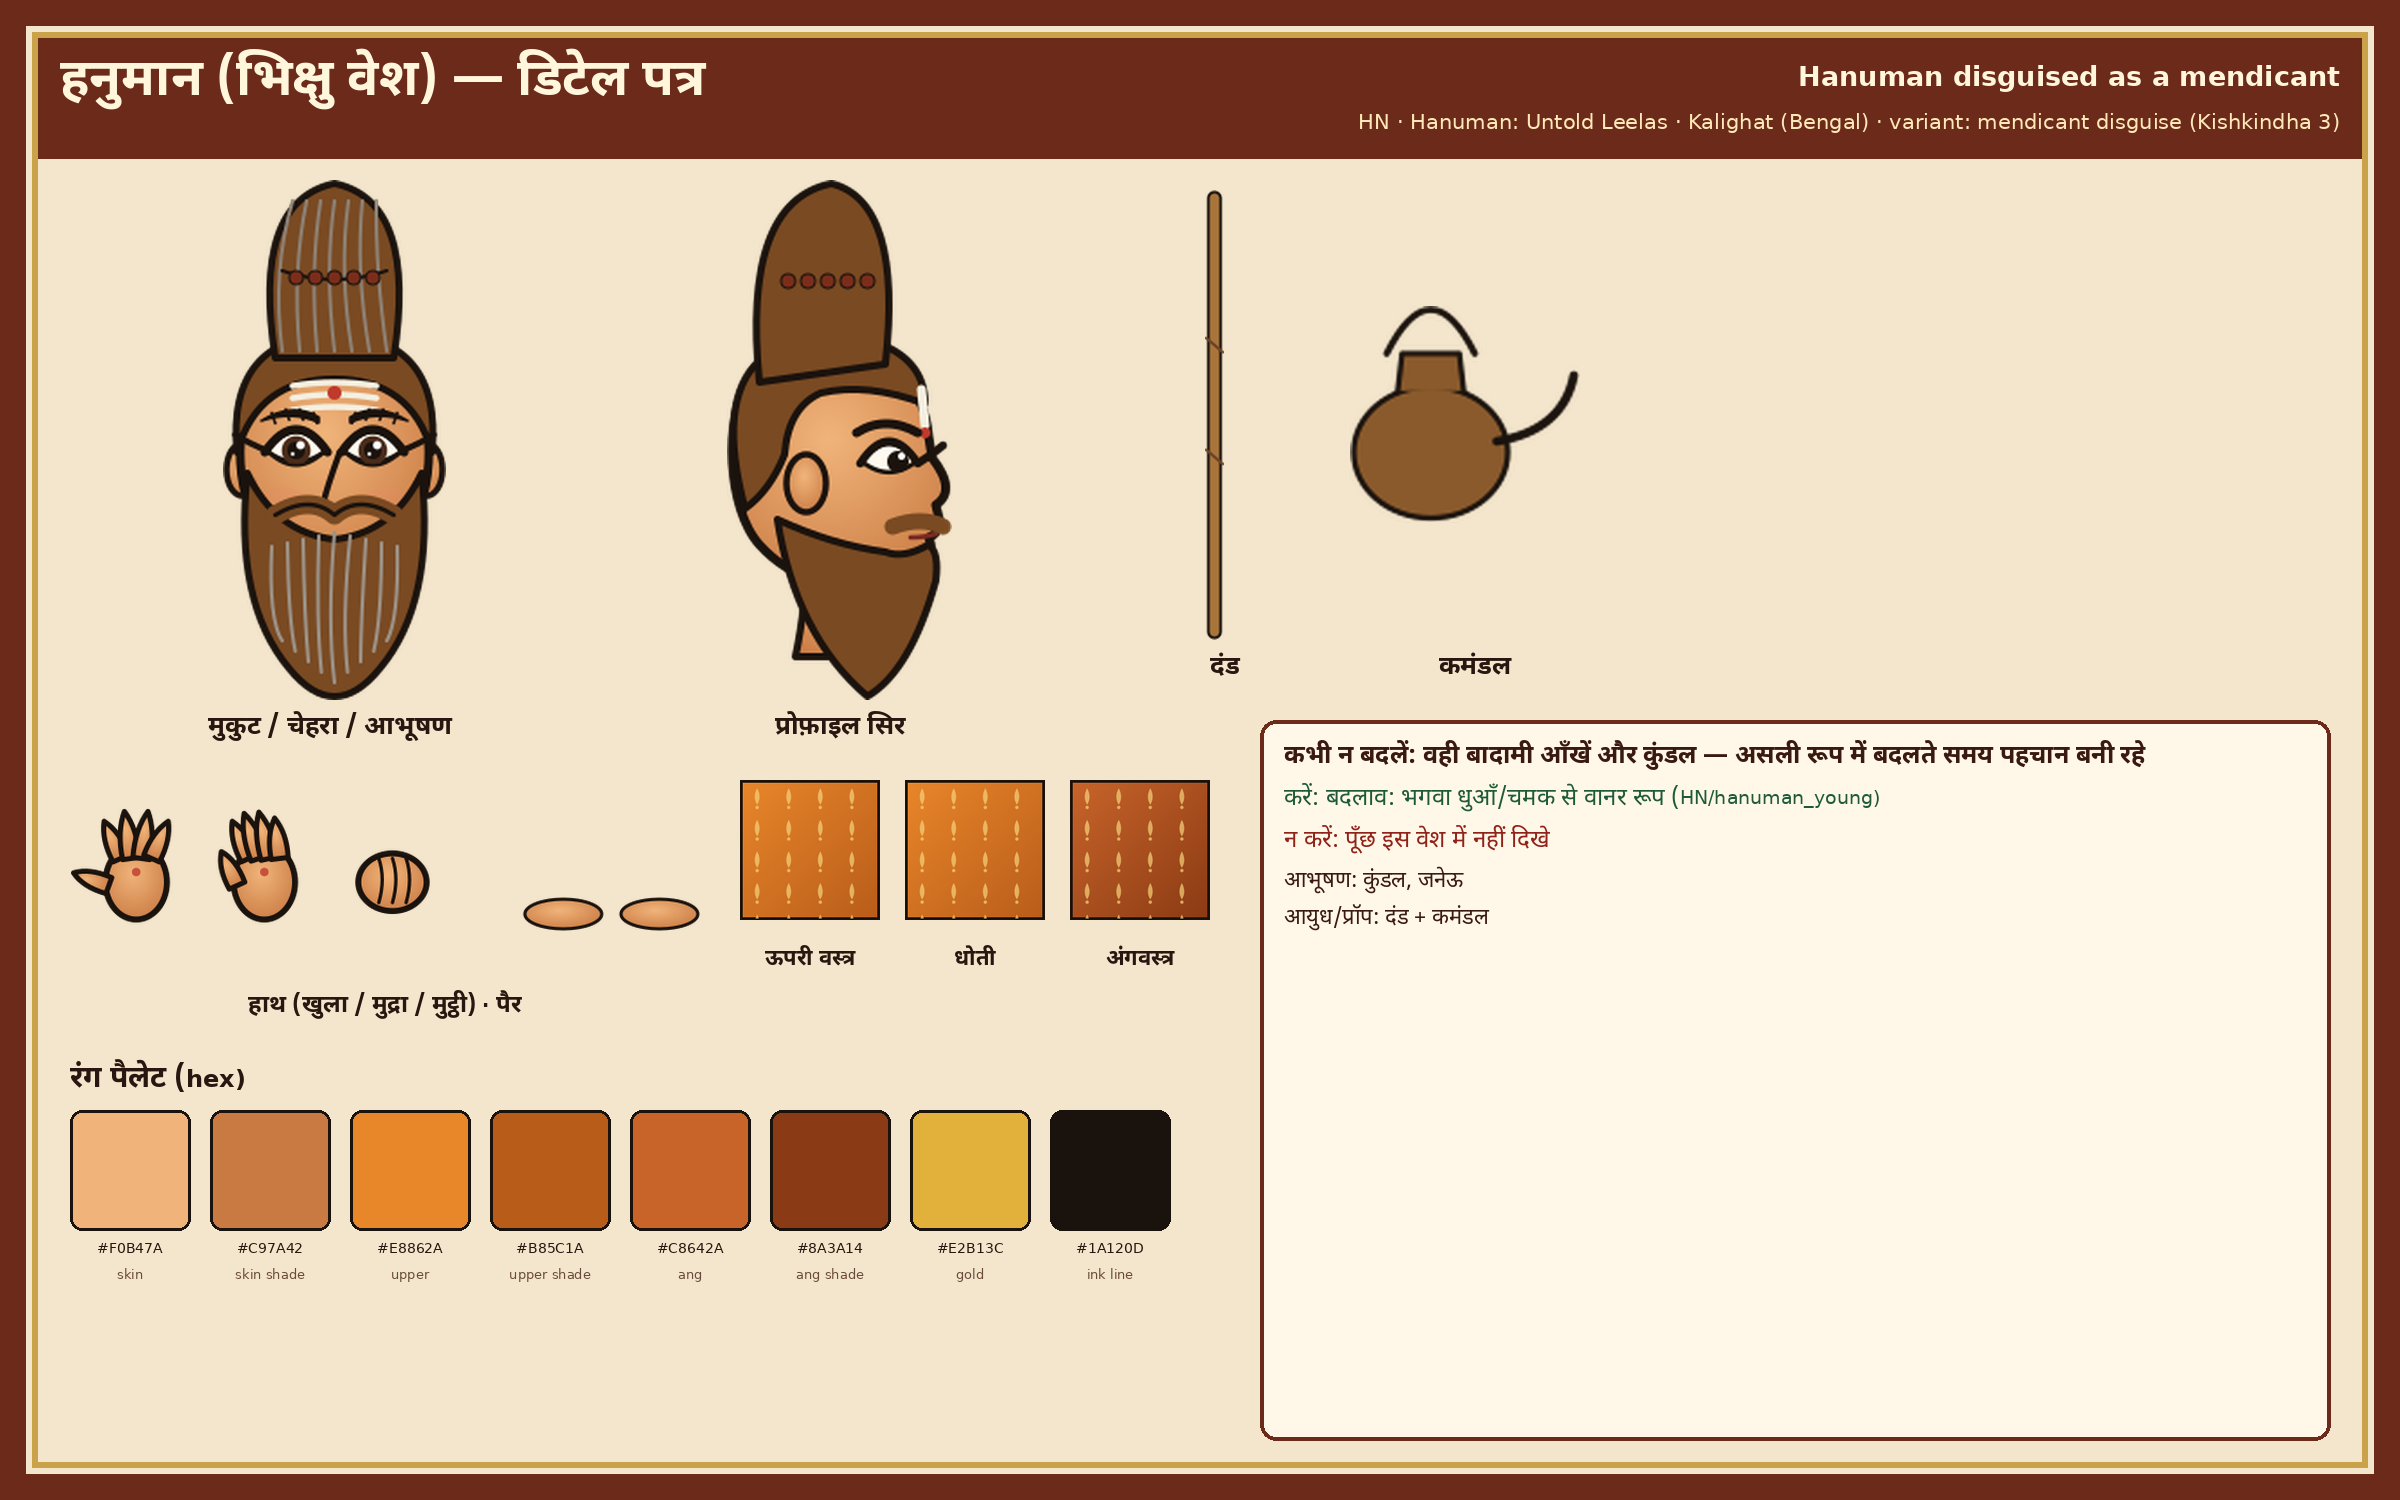 हनुमान (भिक्षु वेश) — डिटेल पत्र
Hanuman disguised as a mendicant
HN · Hanuman: Untold Leelas · Kalighat (Bengal) · variant: mendicant disguise (Kishkindha 3)
दंड
कमंडल
मुकुट / चेहरा / आभूषण
प्रोफ़ाइल सिर
कभी न बदलें: वही बादामी आँखें और कुंडल — असली रूप में बदलते समय पहचान बनी रहे
करें: बदलाव: भगवा धुआँ/चमक से वानर रूप (HN/hanuman_young)
न करें: पूँछ इस वेश में नहीं दिखे
आभूषण: कुंडल, जनेऊ
आयुध/प्रॉप: दंड + कमंडल
ऊपरी वस्त्र
धोती
अंगवस्त्र
हाथ (खुला / मुद्रा / मुट्ठी) · पैर
रंग पैलेट (hex)
#F0B47A
#C97A42
#E8862A
#B85C1A
#C8642A
#8A3A14
#E2B13C
#1A120D
skin
skin shade
upper
upper shade
ang
ang shade
gold
ink line